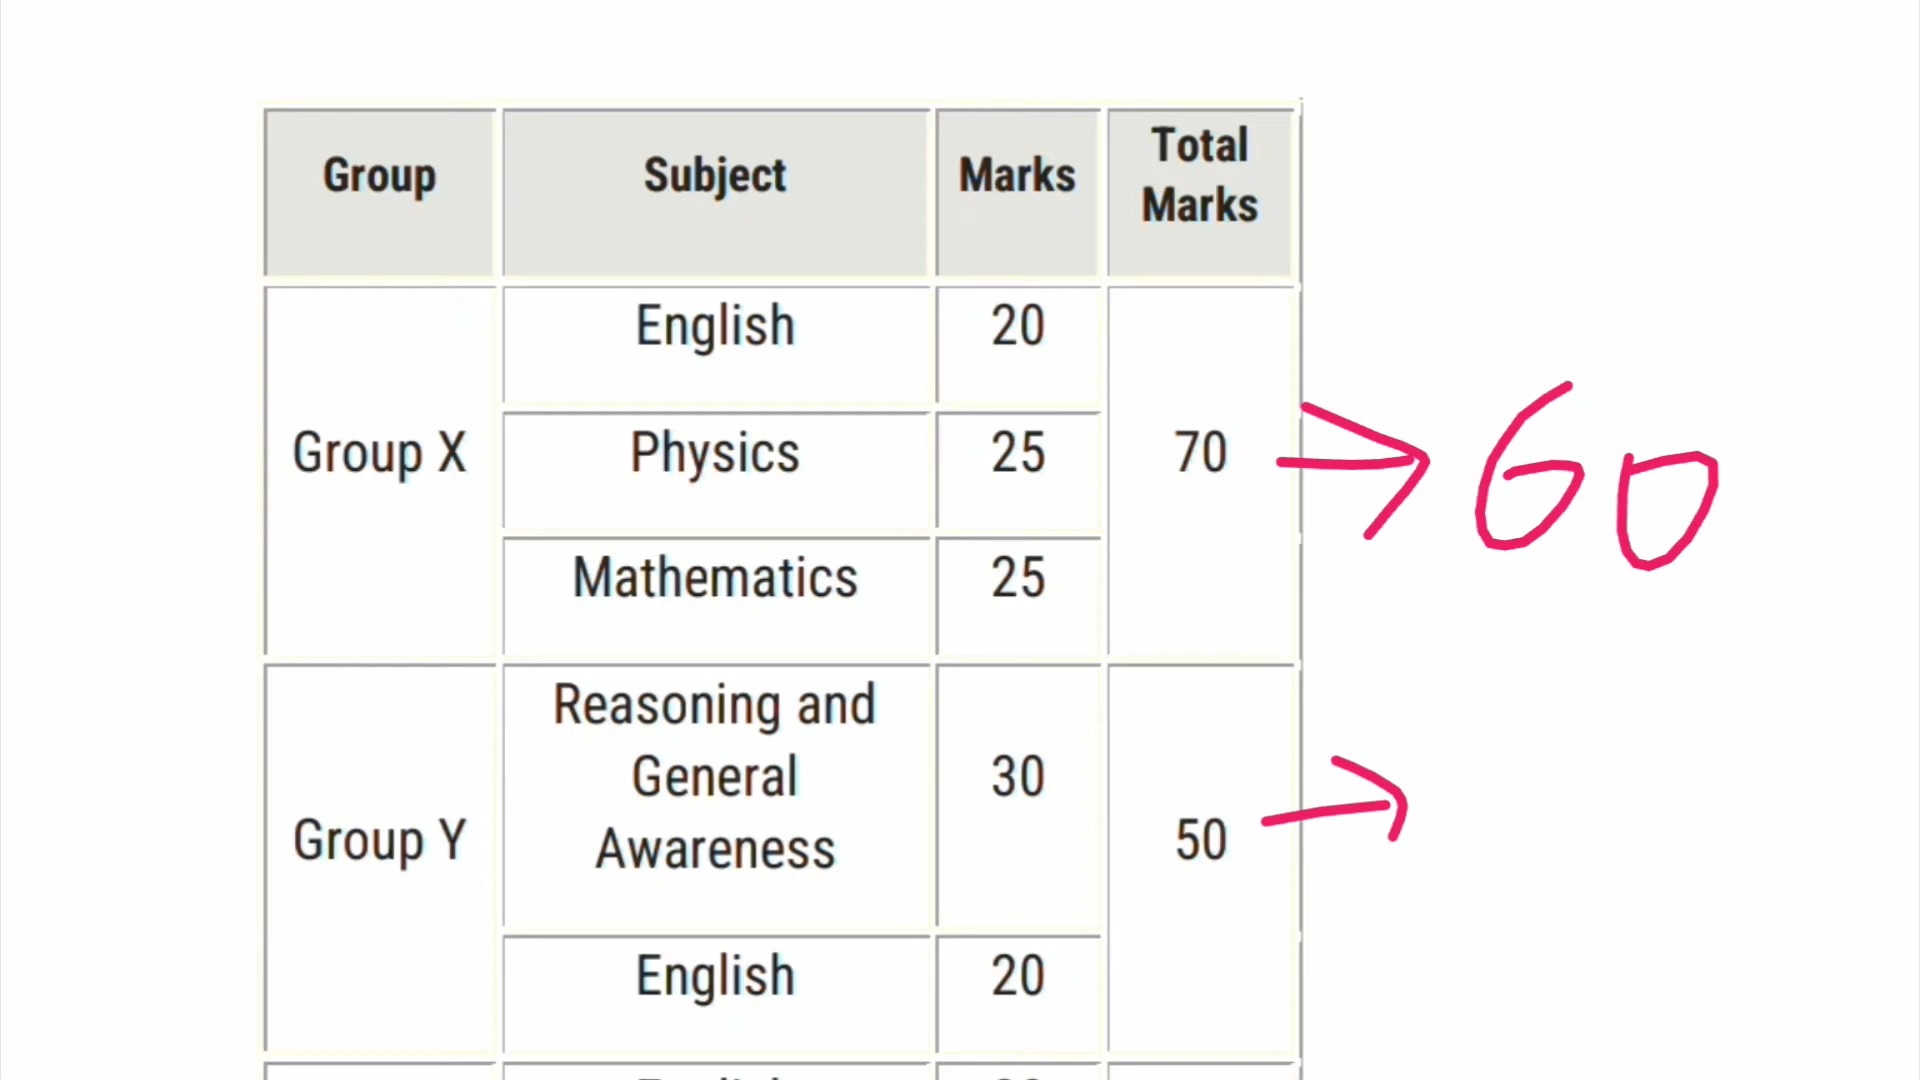 Group Subject Marks Total Marks
English 20
Group X Physics 25 70 60
Mathematics 25
Reasoning and
General 30
Awareness
Group Y 50
English 20